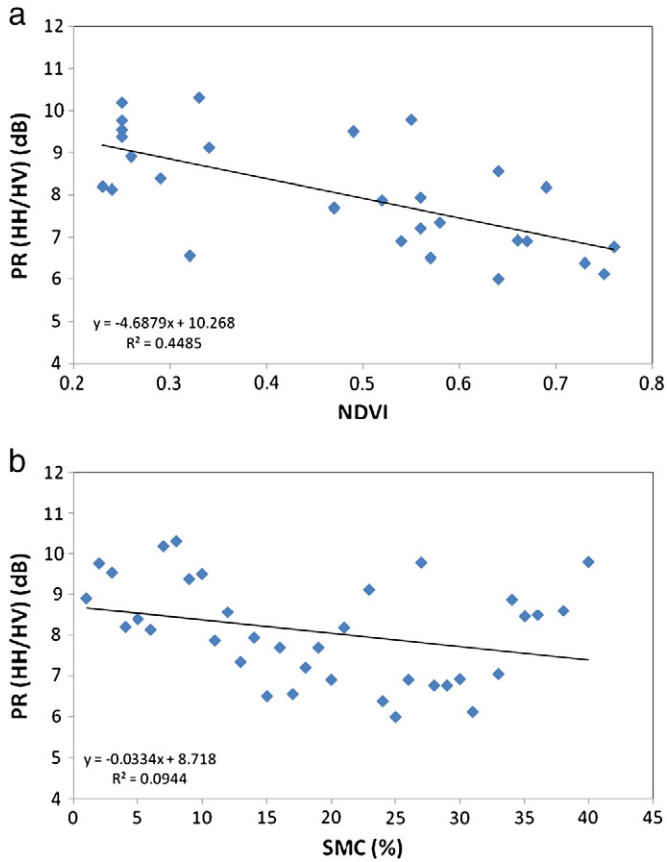 a
PR (HH/HV) (dB)
12
11
10
9
8
7
6
5
4
y = -4.6879x + 10.268
R² = 0.4485
0.2 0.3 0.4 0.5 0.6 0.7 0.8
NDVI
b
PR (HH/HV) (dB)
12
11
10
9
8
7
6
5
4
y = -0.0334x + 8.718
R² = 0.0944
0 5 10 15 20 25 30 35 40 45
SMC (%)